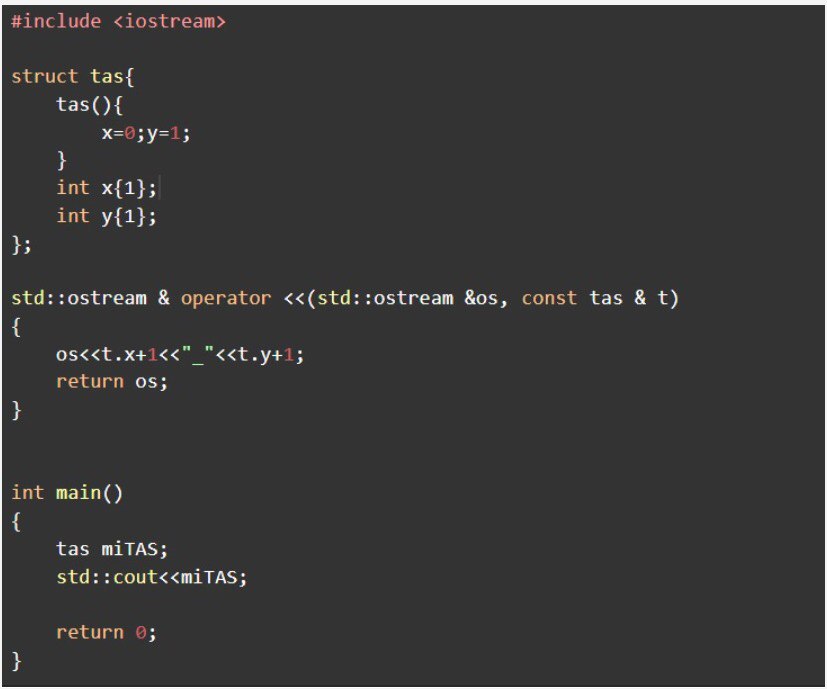 #include <iostream>
struct tas{
    tas(){
        x=0;y=1;
    }
    int x{1};
    int y{1};
};
std::ostream & operator <<(std::ostream &os, const tas & t)
{
    os<<t.x+1<<"_"<<t.y+1;
    return os;
}
int main()
{
    tas miTAS;
    std::cout<<miTAS;
    return 0;
}